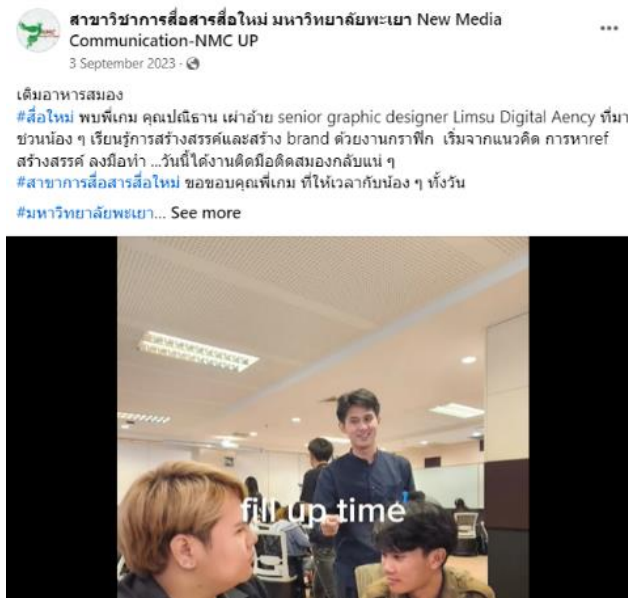 สาขาวิชาการสื่อสารสื่อใหม่ มหาวิทยาลัยพะเยา New Media
Communication-NMC UP
3 September 2023 ·
เติมอาหารสมอง
#สื่อใหม่ พบพี่เกม คุณปณิธาน เผ่าอ้าย senior graphic designer Limsu Digital Aency ที่มา
ชวนน้อง ๆ เรียนรู้การสร้างสรรค์และสร้าง brand ด้วยงานกราฟิก เริ่มจากแนวคิด การหาref
สร้างสรรค์ ลงมือทำ ...วันนี้ได้งานติดมือติดสมองกลับแน่ ๆ
#สาขาการสื่อสารสื่อใหม่ ขอขอบคุณพี่เกม ที่ให้เวลากับน้อง ๆ ทั้งวัน
#มหาวิทยาลัยพะเยา... See more
fill up time